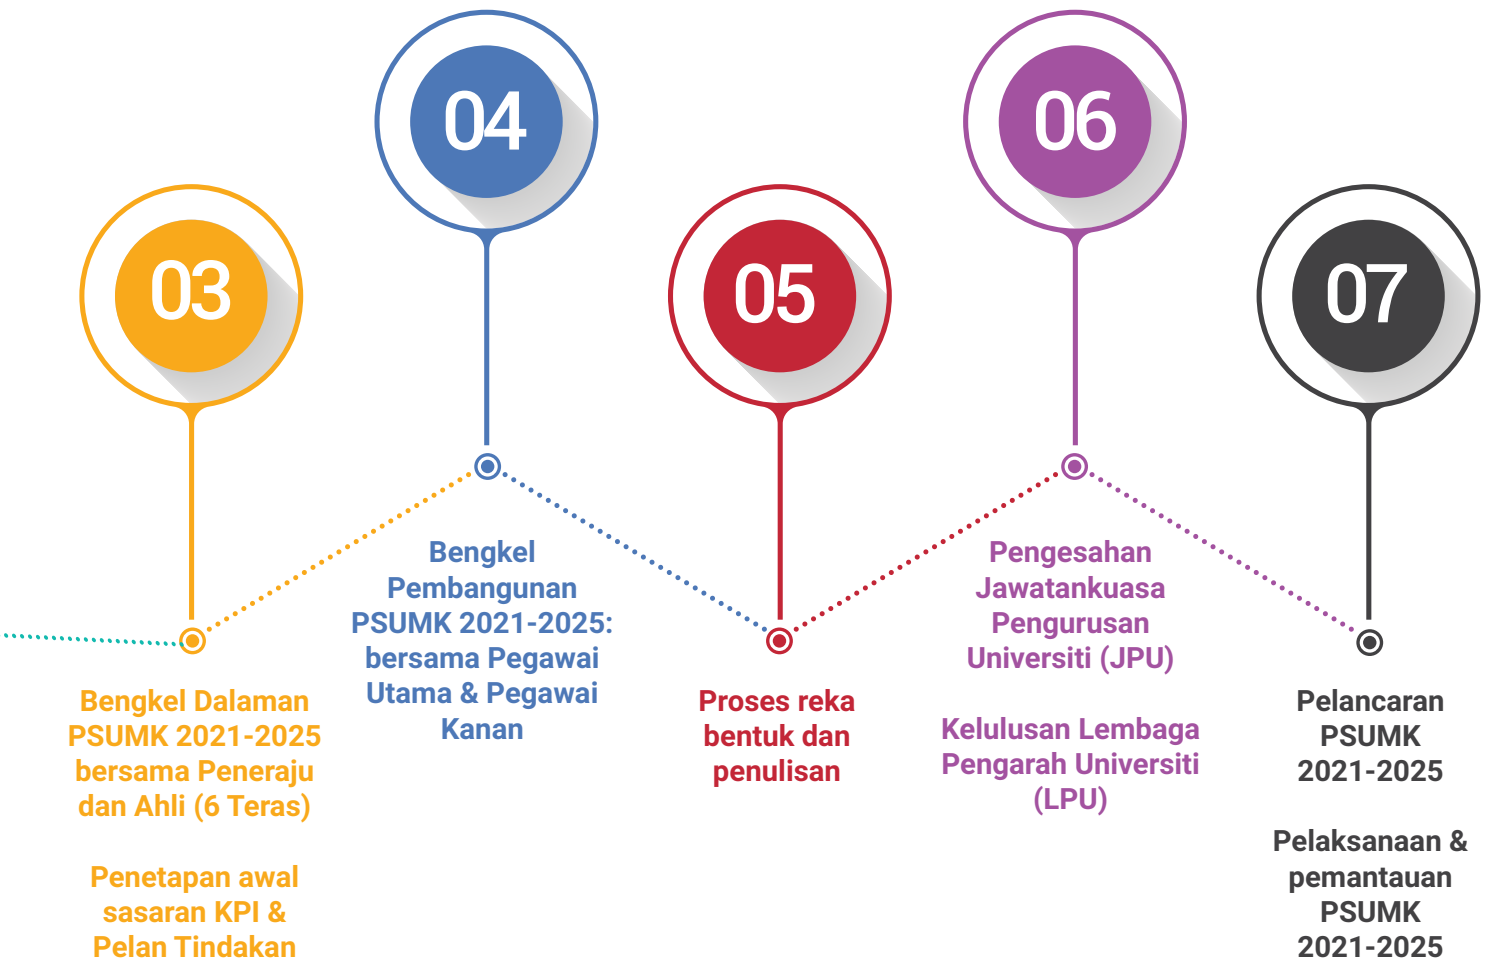 03
Bengkel Dalaman
PSUMK 2021-2025
bersama Peneraju
dan Ahli (6 Teras)
Penetapan awal
sasaran KPI &
Pelan Tindakan
04
Bengkel
Pembangunan
PSUMK 2021-2025:
bersama Pegawai
Utama & Pegawai
Kanan
05
Proses reka
bentuk dan
penulisan
06
Pengesahan
Jawatankuasa
Pengurusan
Universiti (JPU)
Kelulusan Lembaga
Pengarah Universiti
(LPU)
07
Pelancaran
PSUMK
2021-2025
Pelaksanaan &
pemantauan
PSUMK
2021-2025